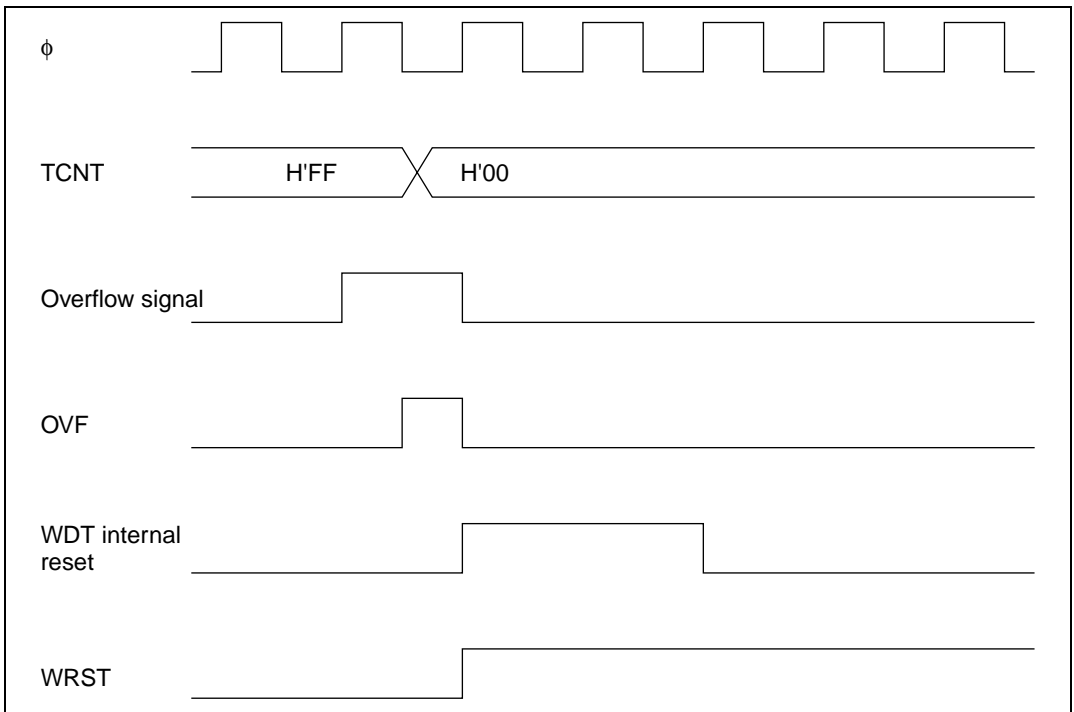 ϕ
TCNT
H'FF
H'00
Overflow signal
OVF
WDT internal
reset
WRST